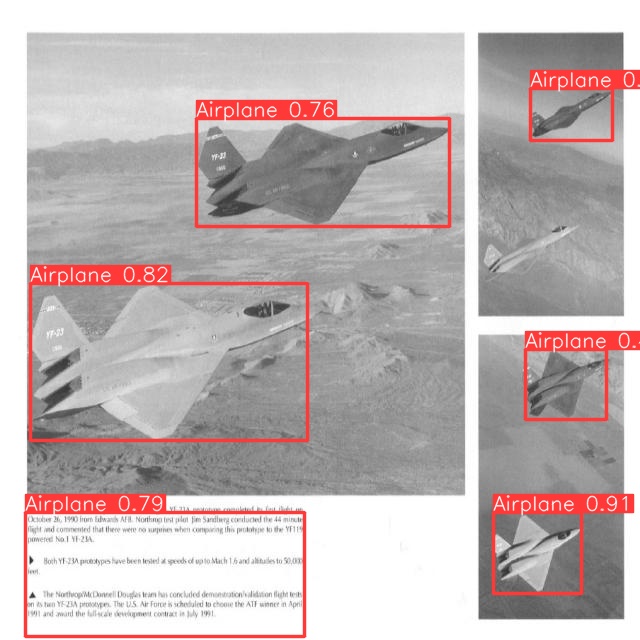 Airplane 0.76
YF-23
Airplane 0.82
YF-23
Airplane 0.
Airplane 0.
Airplane 0.91
Airplane 0.79
YF-23A prototype completed its first flight on
October 26, 1990 from Edwards AFB. Northrop test pilot Jim Sandberg conducted the 44 minute
flight and commented that there were no surprises when comparing this prototype to the YF119
powered No.1 YF-23A.
Both YF-23A prototypes have been tested at speeds of up to Mach 1.6 and altitudes to 50,000
feet.
The Northrop/McDonnell Douglas team has concluded demonstration/validation flight tests
on its two YF-23A prototypes. The U.S. Air Force is scheduled to choose the ATF winner in April
1991 and award the full-scale development contract in July 1991.